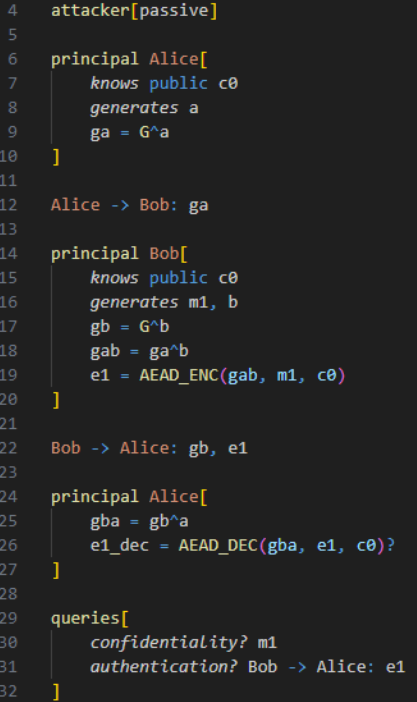 4 attacker[passive]
5
6 principal Alice[
7 knows public c0
8 generates a
9 ga = G^a
10 ]
11
12 Alice -> Bob: ga
13
14 principal Bob[
15 knows public c0
16 generates m1, b
17 gb = G^b
18 gab = ga^b
19 e1 = AEAD_ENC(gab, m1, c0)
20 ]
21
22 Bob -> Alice: gb, e1
23
24 principal Alice[
25 gba = gb^a
26 e1_dec = AEAD_DEC(gba, e1, c0)?
27 ]
28
29 queries[
30 confidentiality? m1
31 authentication? Bob -> Alice: e1
32 ]